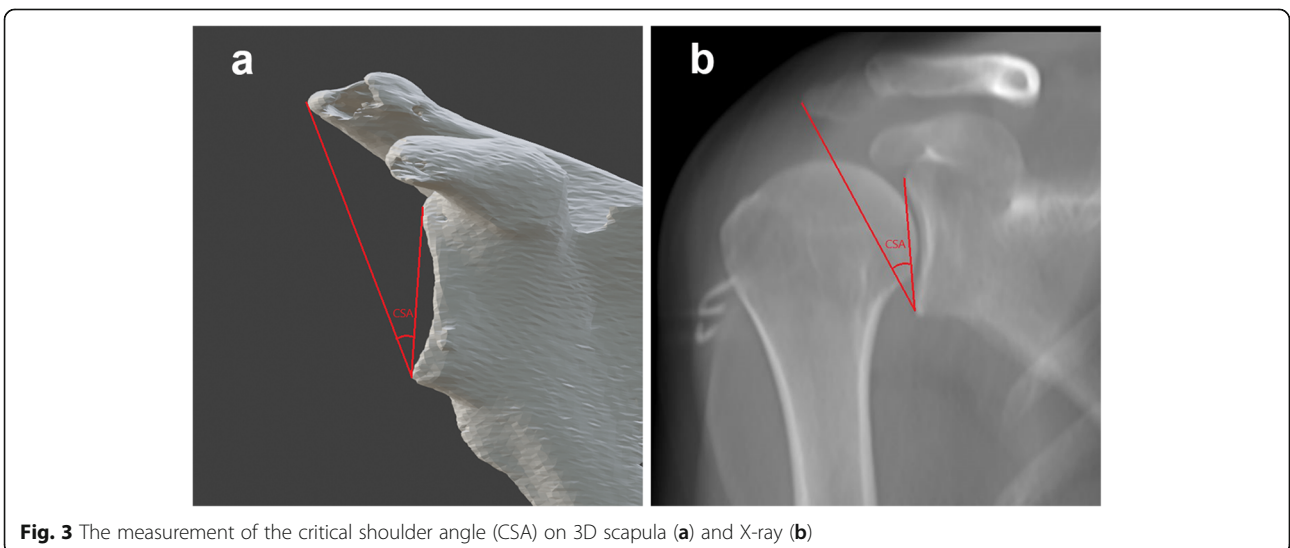 a
b
CSA
CSA
Fig. 3 The measurement of the critical shoulder angle (CSA) on 3D scapula (a) and X-ray (b)